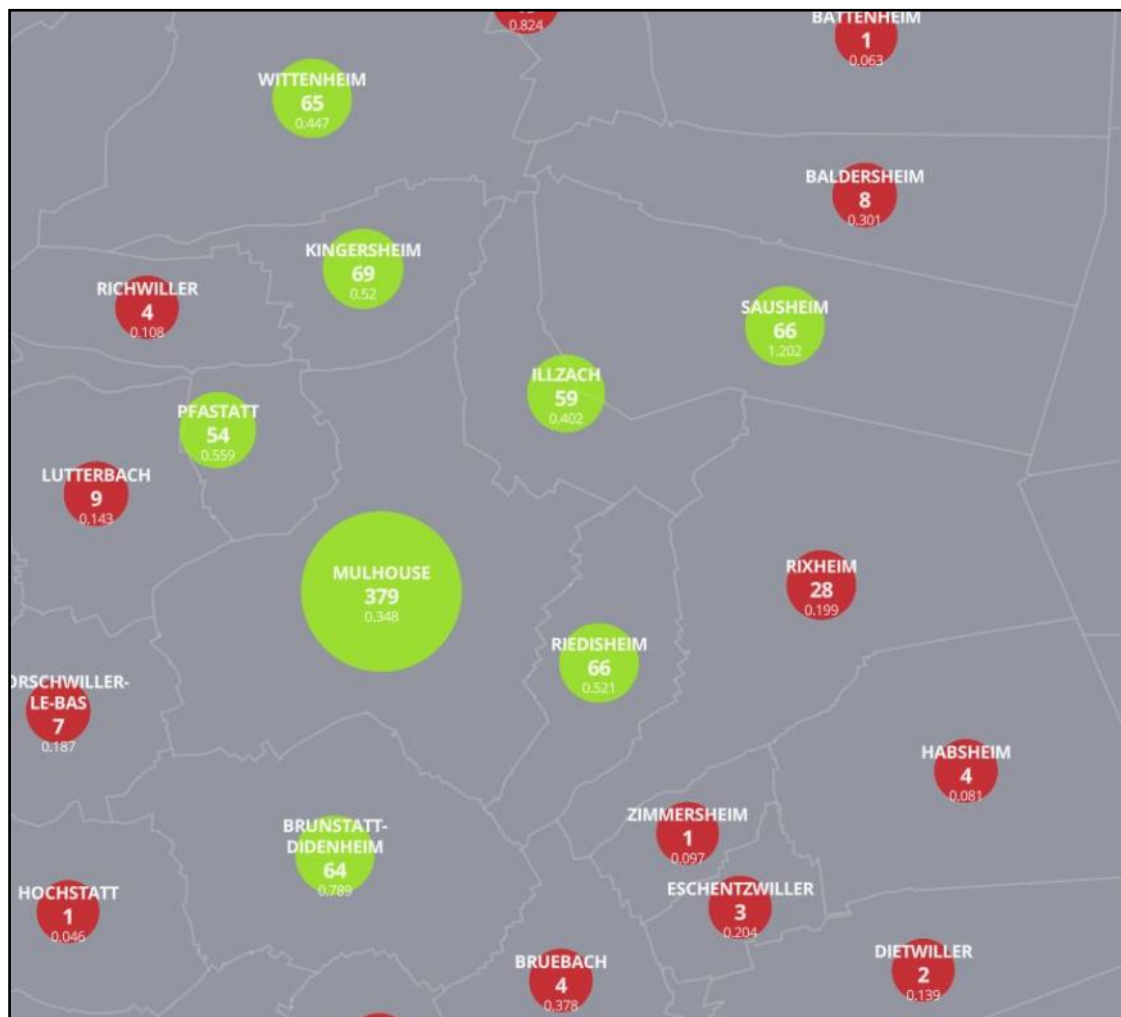 0.824
BATTENHEIM
1
0.063
WITTENHEIM
65
0.447
BALDERSHEIM
8
0.301
KINGERSHEIM
69
0.52
RICHWILLER
4
0.108
SAUSHEIM
66
1.202
ILLZACH
59
0.402
PFASTATT
54
0.559
LUTTERBACH
9
0.143
MULHOUSE
379
0.348
RIXHEIM
28
0.199
RIEDISHEIM
66
0.521
ORSCHWILLER-
LE-BAS
7
0.187
HABSHEIM
4
0.081
ZIMMERSHEIM
1
0.097
BRUNSTATT-
DIDENHEIM
64
0.789
ESCHENTZWILLER
3
0.204
HOCHSTATT
1
0.046
BRUEBACH
4
0.378
DIETWILLER
2
0.139